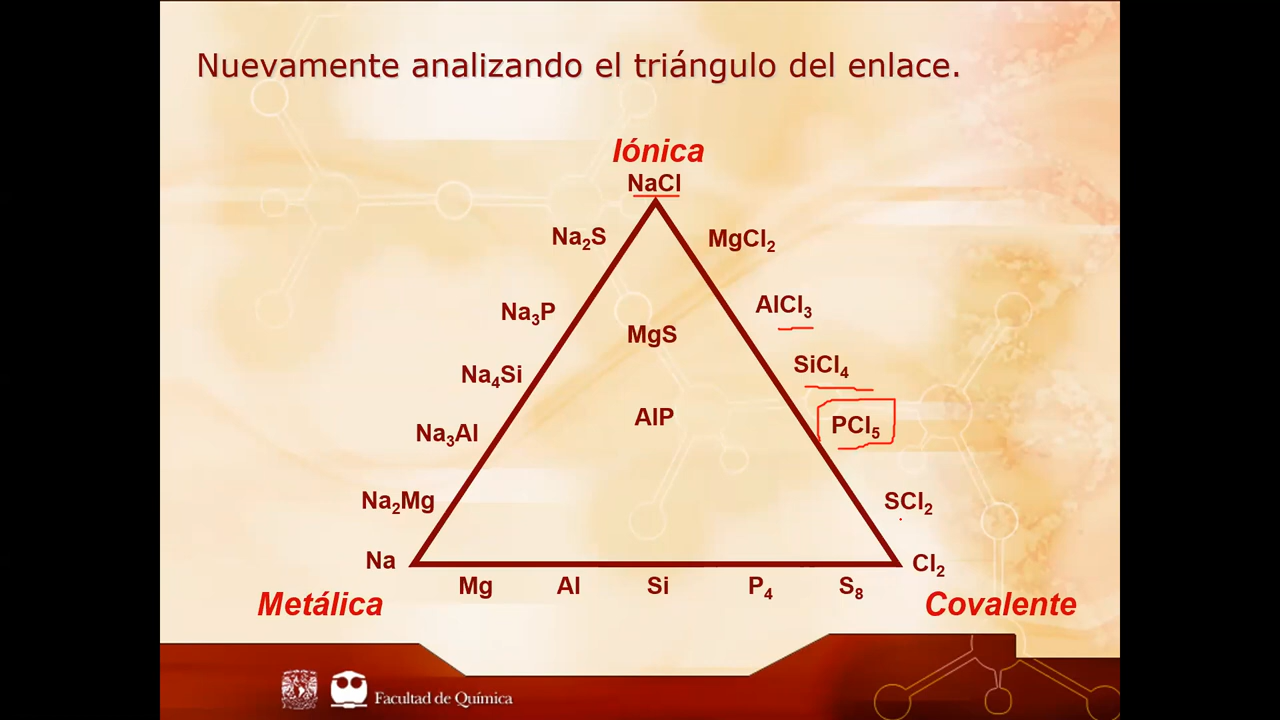 Nuevamente analizando el triángulo del enlace.
Iónica
NaCl
Na₂S
MgCl₂
Na₃P
AlCl₃
MgS
Na₄Si
SiCl₄
AlP
PCl₅
Na₃Al
Na₂Mg
SCl₂
Na
Cl₂
Mg Al Si P₄ S₈
Metálica
Covalente
Facultad de Química